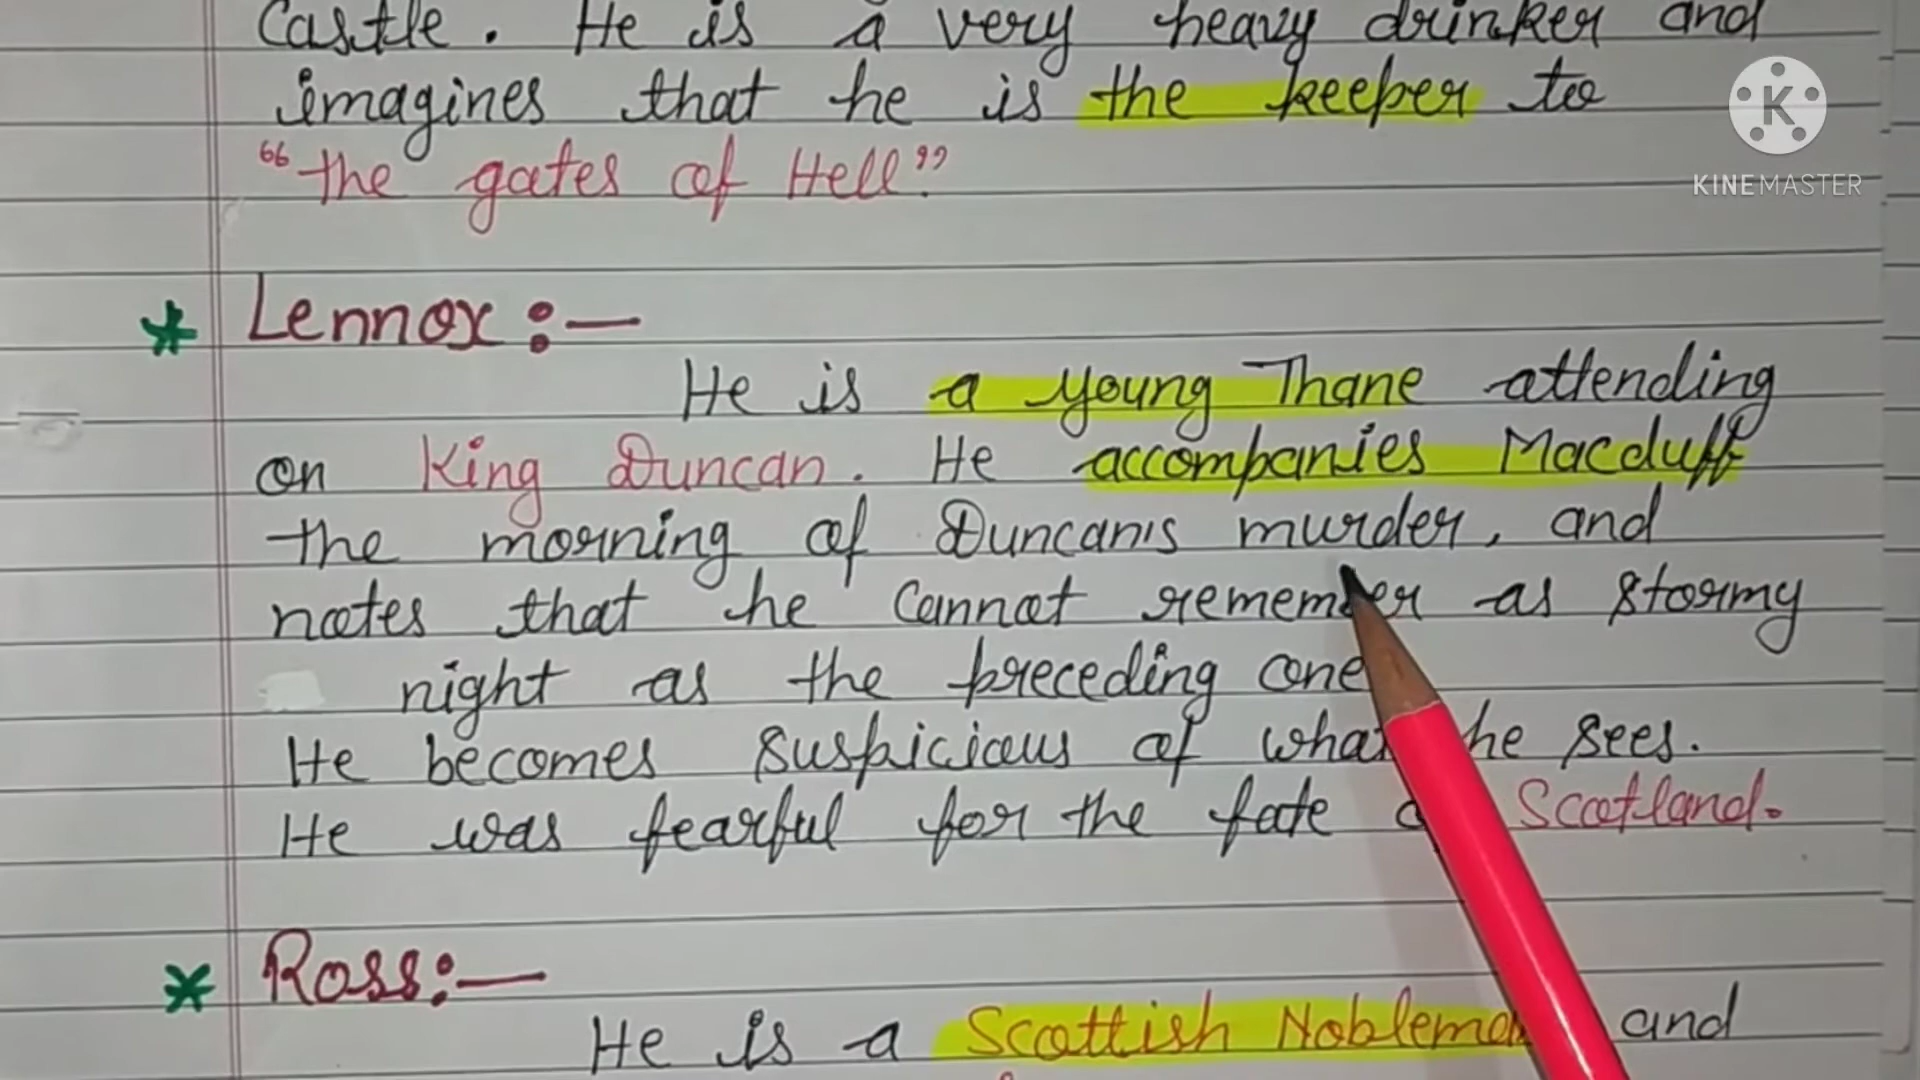 Castle. He is a very heavy drinker and
imagines that he is the keeper to
"the gates of Hell".
KINEMASTER
* Lennox :-
He is a young Thane attending
on King Duncan. He accompanies Macduff
the morning of Duncan's murder, and
notes that he cannot remember as stormy
night as the preceding one
He becomes suspicious of what he sees.
He was fearful for the fate Scotland.
* Ross:-
He is a Scottish Nobleman and